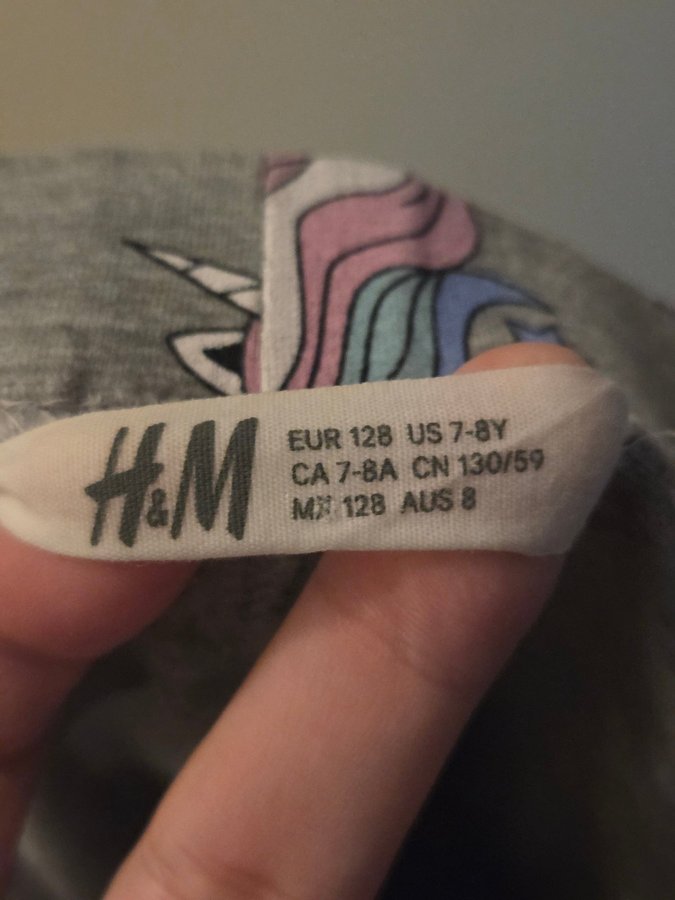 H&M
EUR 128 US 7-8Y
CA 7-8A CN 130/59
MX 128 AUS 8